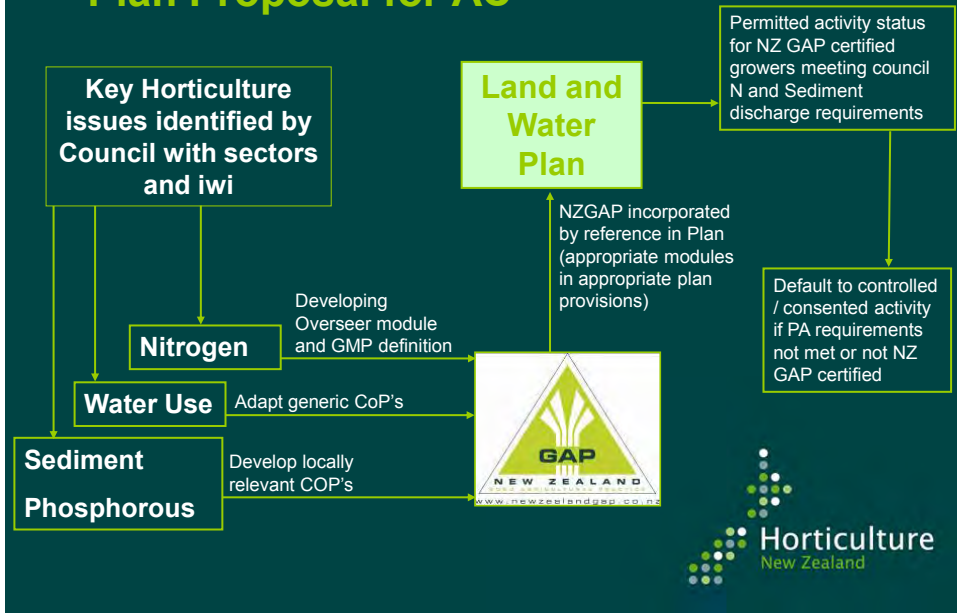 Plan Proposal for AC
Key Horticulture
issues identified by
Council with sectors
and iwi
Land and
Water
Plan
Permitted activity status
for NZ GAP certified
growers meeting council
N and Sediment
discharge requirements
NZGAP incorporated
by reference in Plan
(appropriate modules
in appropriate plan
provisions)
Default to controlled
/ consented activity
if PA requirements
not met or not NZ
GAP certified
Developing
Overseer module
and GMP definition
Nitrogen
Water Use
Adapt generic CoP's
Sediment
Phosphorous
Develop locally
relevant COP's
GAP
NEW ZEALAND
www.newzealandgap.co.nz
Horticulture
New Zealand